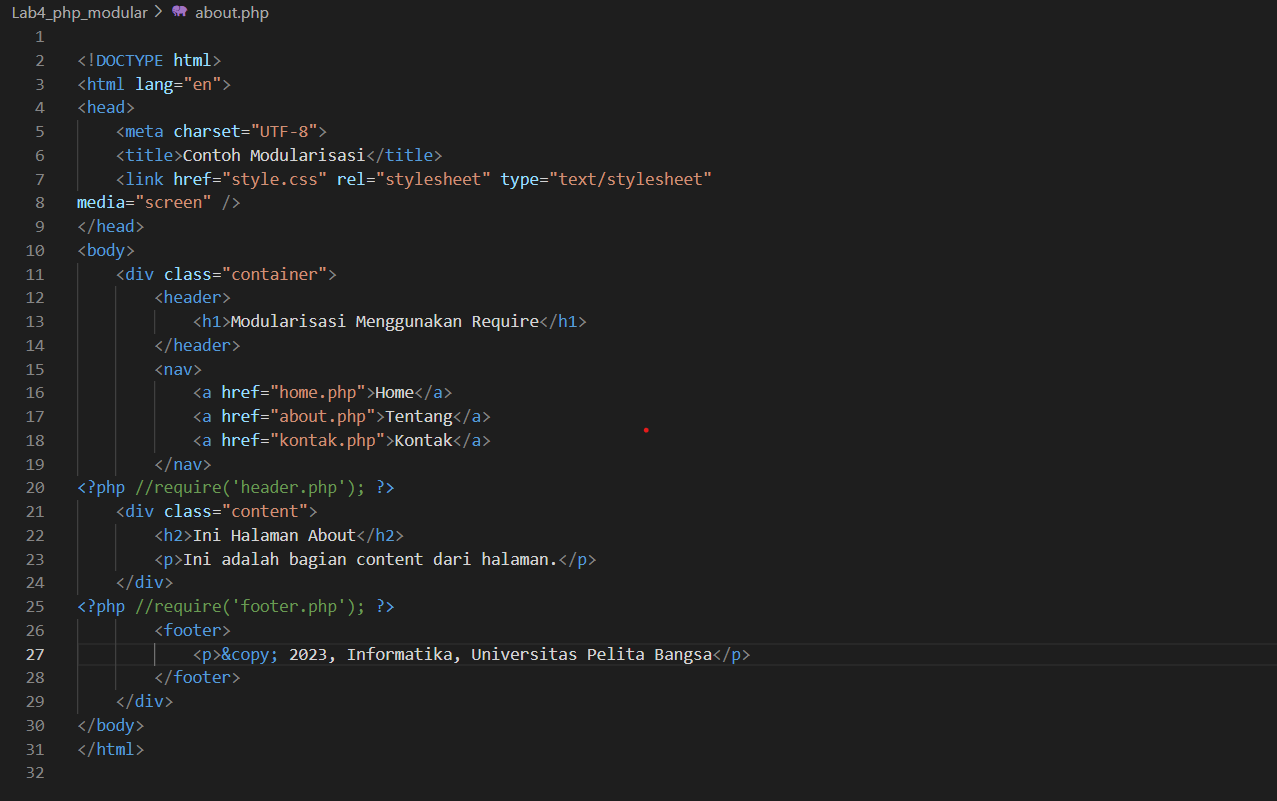 Lab4_php_modular > about.php
1
2 <!DOCTYPE html>
3 <html lang="en">
4 <head>
5     <meta charset="UTF-8">
6     <title>Contoh Modularisasi</title>
7     <link href="style.css" rel="stylesheet" type="text/stylesheet"
8 media="screen" />
9 </head>
10 <body>
11     <div class="container">
12         <header>
13             <h1>Modularisasi Menggunakan Require</h1>
14         </header>
15         <nav>
16             <a href="home.php">Home</a>
17             <a href="about.php">Tentang</a>
18             <a href="kontak.php">Kontak</a>
19         </nav>
20 <?php //require('header.php'); ?>
21     <div class="content">
22         <h2>Ini Halaman About</h2>
23         <p>Ini adalah bagian content dari halaman.</p>
24     </div>
25 <?php //require('footer.php'); ?>
26         <footer>
27             <p>&copy; 2023, Informatika, Universitas Pelita Bangsa</p>
28         </footer>
29     </div>
30 </body>
31 </html>
32